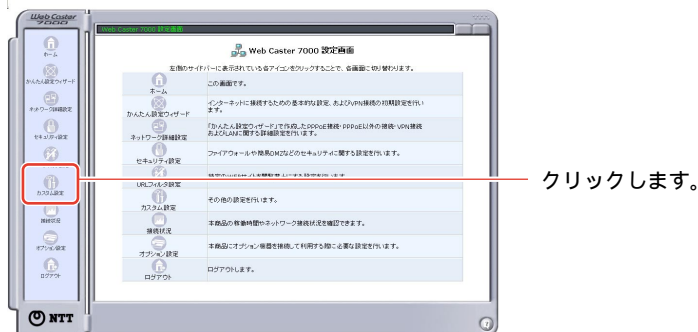 Web Caster
7000
Web Caster 7000 設定画面
Web Caster 7000 設定画面
左側のサイドバーに表示されている各アイコンをクリックすることで、各画面に切り替わります。
ホーム
かんたん設定ウィザード
ネットワーク詳細設定
セキュリティ設定
カスタム設定
接続状況
オプション設定
ログアウト
ホーム
この画面です。
かんたん設定ウィザード
インターネットに接続するための基本的な設定、およびVPN接続の初期設定を行い
ます。
ネットワーク詳細設定
「かんたん設定ウィザード」で作成したPPPoE接続・PPPoE以外の接続・VPN接続
およびLANに関する詳細設定を行います。
セキュリティ設定
ファイアウォールや簡易DMZなどのセキュリティに関する設定を行います。
URLフィルタ設定
カスタム設定
その他の設定を行います。
接続状況
本商品の稼働時間やネットワーク接続状況を確認できます。
オプション設定
本商品にオプション機器を接続して利用する際に必要な設定を行います。
ログアウト
ログアウトします。
NTT
クリックします。